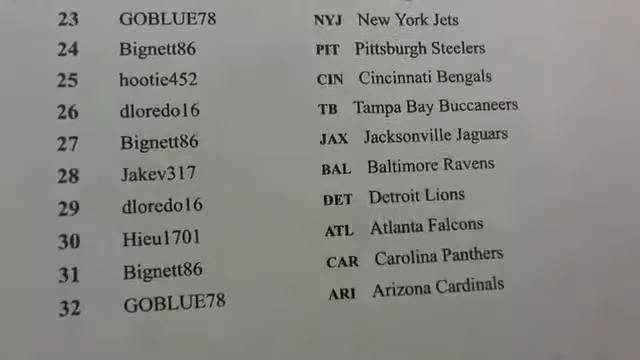 23 GOBLUE78 NYJ New York Jets
24 Bignett86 PIT Pittsburgh Steelers
25 hootie452 CIN Cincinnati Bengals
26 dloredo16 TB Tampa Bay Buccaneers
27 Bignett86 JAX Jacksonville Jaguars
28 Jakev317 BAL Baltimore Ravens
29 dloredo16 DET Detroit Lions
30 Hieu1701 ATL Atlanta Falcons
31 Bignett86 CAR Carolina Panthers
32 GOBLUE78 ARI Arizona Cardinals